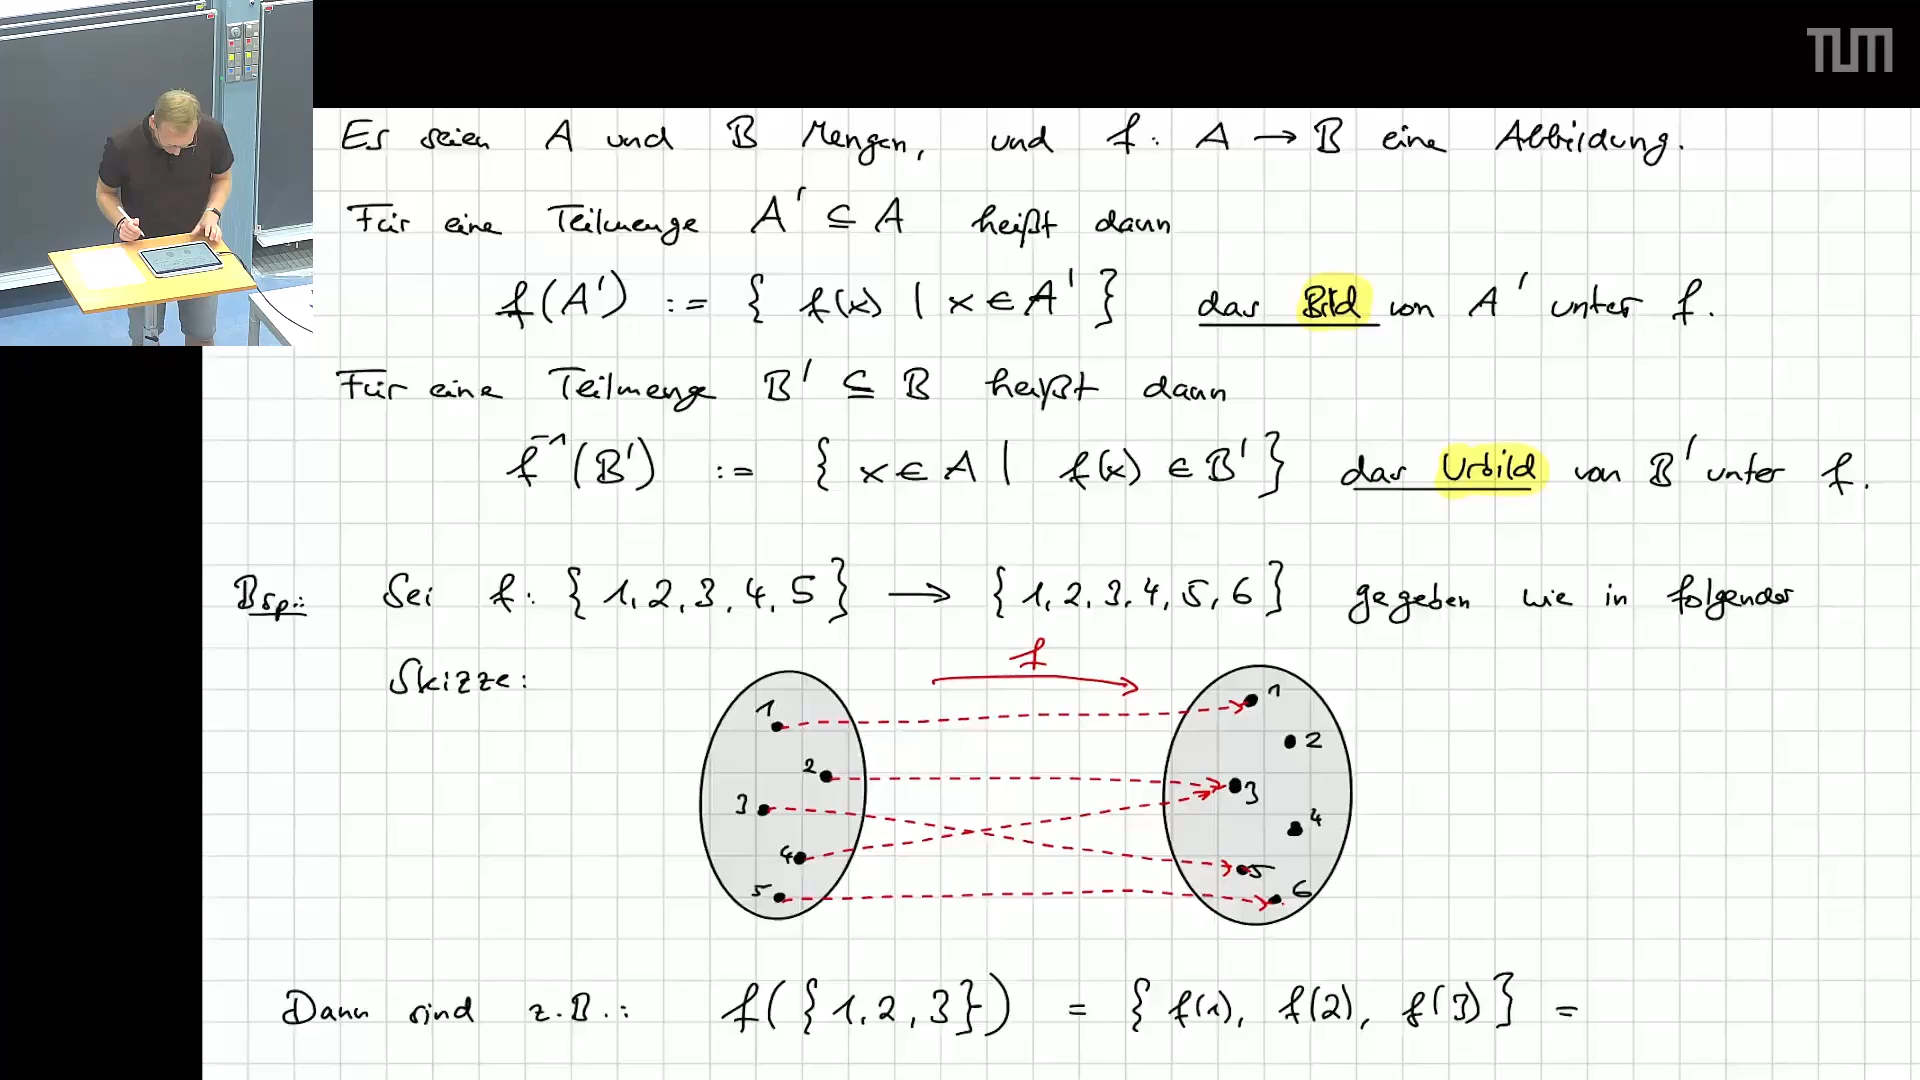 TUM
Es seien A und B Mengen, und f: A → B eine Abbildung.
Für eine Teilmenge A' ⊆ A heißt dann
f(A') := { f(x) | x ∈ A' } das Bild von A' unter f.
Für eine Teilmenge B' ⊆ B heißt dann
f⁻¹(B') := { x ∈ A | f(x) ∈ B' } das Urbild von B' unter f.
Bsp.: Sei f: {1,2,3,4,5} → {1,2,3,4,5,6} gegeben wie in folgender
Skizze:
f
1
2
3
4
5
1
2
3
4
5
6
Dann sind z.B.: f({1,2,3}) = {f(1), f(2), f(3)} =